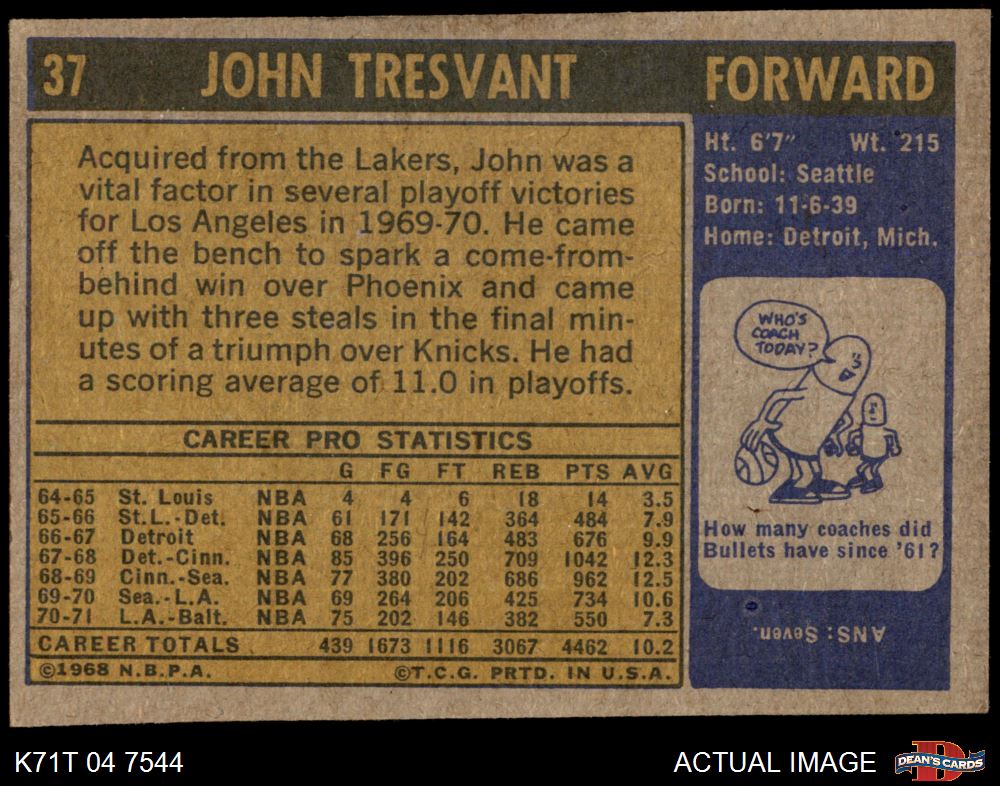 37 JOHN TRESVANT FORWARD
Acquired from the Lakers, John was a
vital factor in several playoff victories
for Los Angeles in 1969-70. He came
off the bench to spark a come-from-
behind win over Phoenix and came
up with three steals in the final min-
utes of a triumph over Knicks. He had
a scoring average of 11.0 in playoffs.
CAREER PRO STATISTICS
G FG FT REB PTS AVG
64-65 St. Louis NBA 4 4 6 18 14 3.5
65-66 St.L.-Det. NBA 61 171 142 364 484 7.9
66-67 Detroit NBA 68 256 164 483 676 9.9
67-68 Det.-Cinn. NBA 85 396 250 709 1042 12.3
68-69 Cinn.-Sea. NBA 77 380 202 686 962 12.5
69-70 Sea.-L.A. NBA 69 264 206 425 734 10.6
70-71 L.A.-Balt. NBA 75 202 146 382 550 7.3
CAREER TOTALS 439 1673 1116 3067 4462 10.2
©1968 N.B.P.A. ©T.C.G. PRTD. IN U.S.A.
Ht. 6'7" Wt. 215
School: Seattle
Born: 11-6-39
Home: Detroit, Mich.
WHO'S
COACH
TODAY?
How many coaches did
Bullets have since '61?
ANS: Seven.
K71T 04 7544 ACTUAL IMAGE
D
DEAN'S CARDS